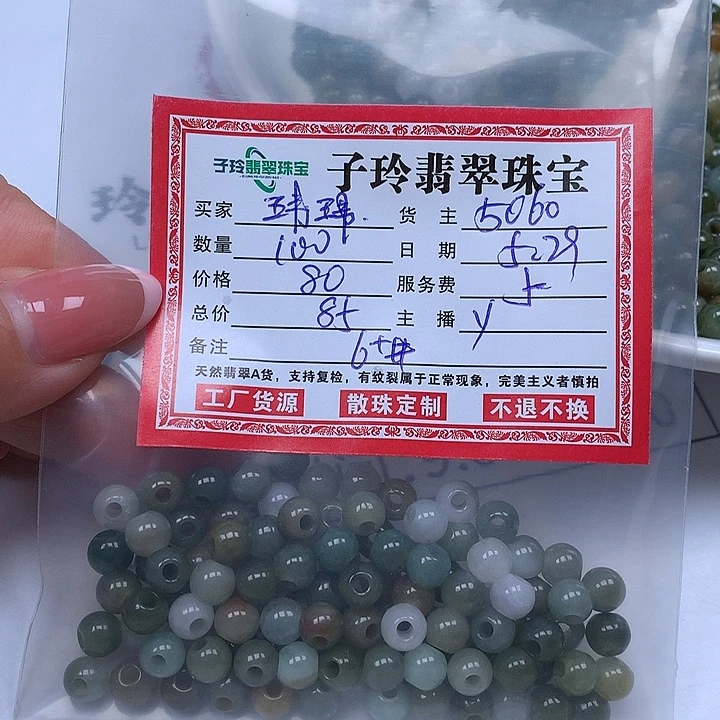 子玲翡翠珠宝 子玲翡翠珠宝
买家 货主 5060
数量 100 日期 5.29
价格 80 服务费 5
总价 85 主播 y
备注 6+#
天然翡翠A货，支持复检，有纹裂属于正常现象，完美主义者慎拍
工厂货源 散珠定制 不退不换